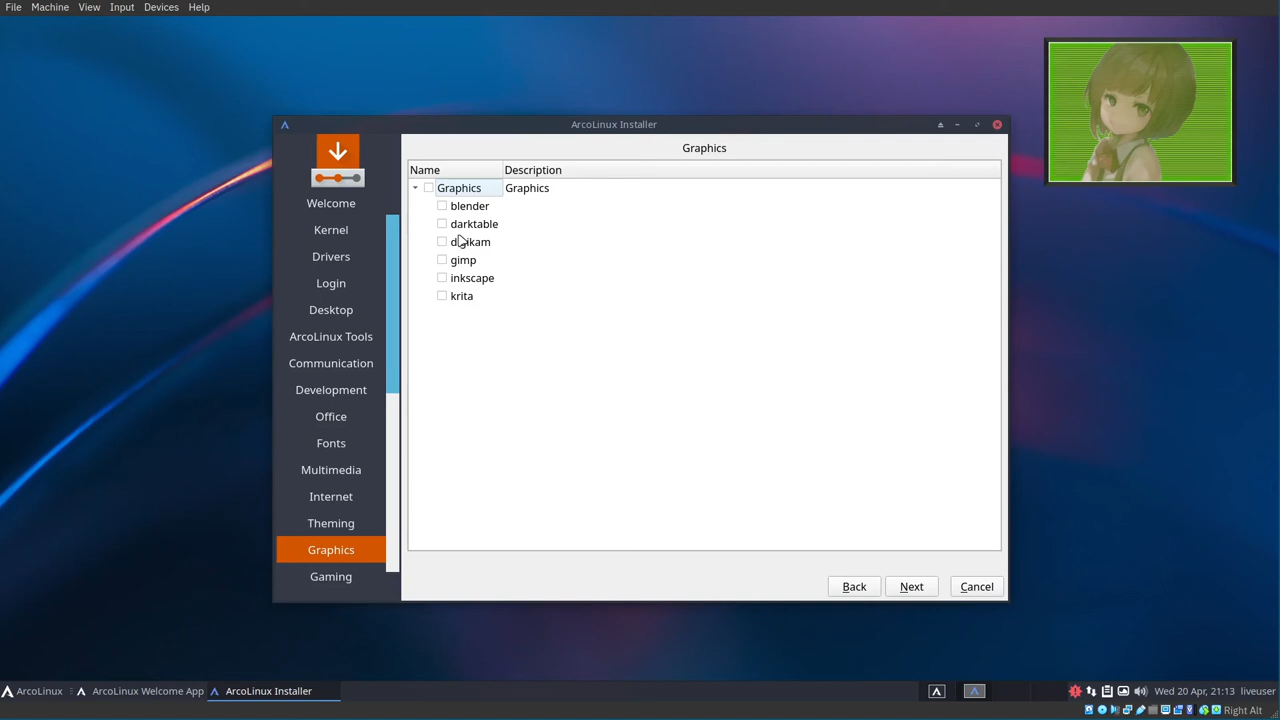 File Machine View Input Devices Help
ArcoLinux Installer
Graphics
Name Description
Graphics Graphics
blender
darktable
digikam
gimp
inkscape
krita
Welcome
Kernel
Drivers
Login
Desktop
ArcoLinux Tools
Communication
Development
Office
Fonts
Multimedia
Internet
Theming
Graphics
Gaming
Back Next Cancel
ArcoLinux ArcoLinux Welcome App ArcoLinux Installer Wed 20 Apr, 21:13 liveuser
Right Alt